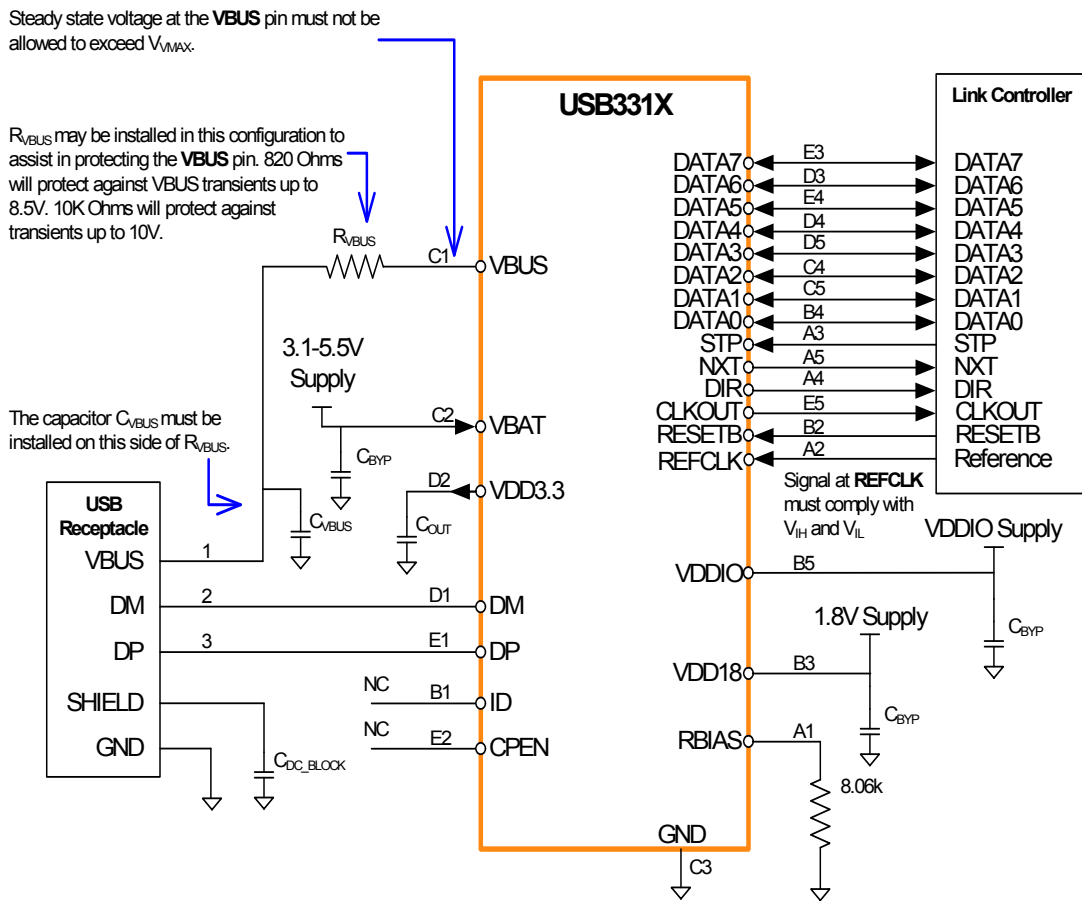 Steady state voltage at the VBUS pin must not be
allowed to exceed VVMAX.
RVBUS may be installed in this configuration to
assist in protecting the VBUS pin. 820 Ohms
will protect against VBUS transients up to
8.5V. 10K Ohms will protect against
transients up to 10V.
RVBUS
C1
VBUS
3.1-5.5V
Supply
The capacitor CVBUS must be
installed on this side of RVBUS.
C2
VBAT
CBYP
D2
VDD3.3
CVBUS
COUT
USB
Receptacle
VBUS
1
DM
2
D1
DM
DP
3
E1
DP
SHIELD
NC
B1
ID
GND
NC
E2
CPEN
CDC_BLOCK
USB331X
Link Controller
DATA7
E3
DATA7
DATA6
D3
DATA6
DATA5
E4
DATA5
DATA4
D4
DATA4
DATA3
D5
DATA3
DATA2
C4
DATA2
DATA1
C5
DATA1
DATA0
B4
DATA0
STP
A3
STP
NXT
A5
NXT
DIR
A4
DIR
CLKOUT
E5
CLKOUT
RESETB
B2
RESETB
REFCLK
A2
Reference
Signal at REFCLK
must comply with
VIH and VIL
VDDIO Supply
VDDIO
B5
CBYP
1.8V Supply
VDD18
B3
CBYP
RBIAS
A1
8.06k
GND
C3